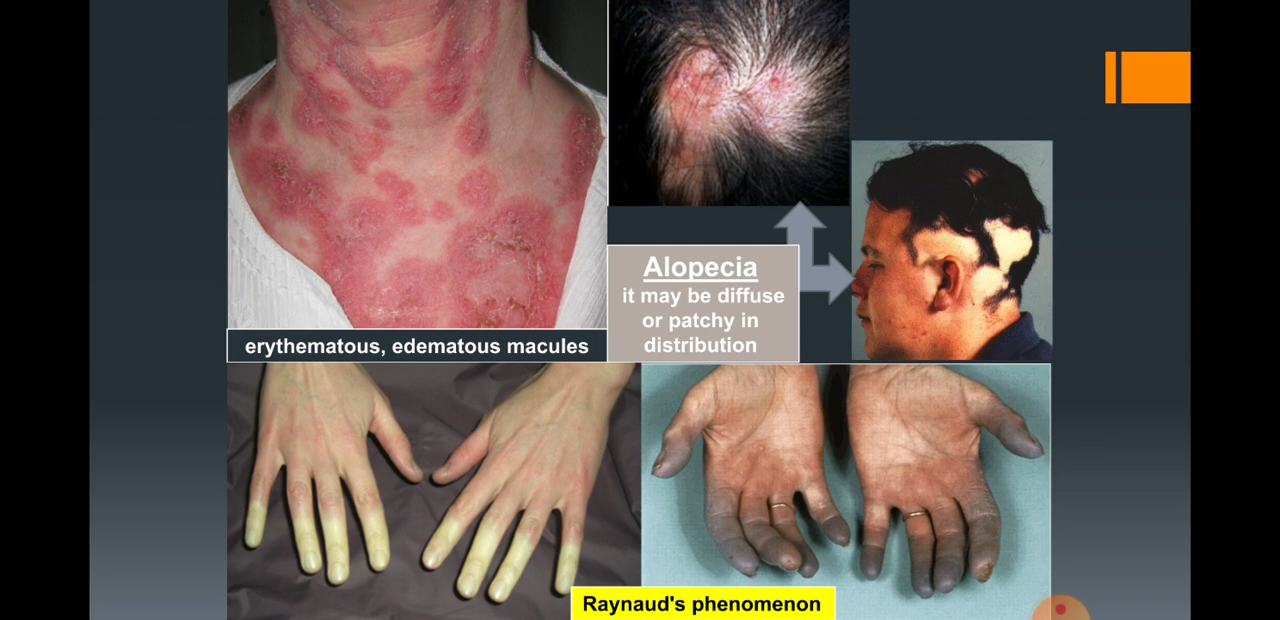 erythematous, edematous macules
Alopecia
it may be diffuse
or patchy in
distribution
Raynaud's phenomenon